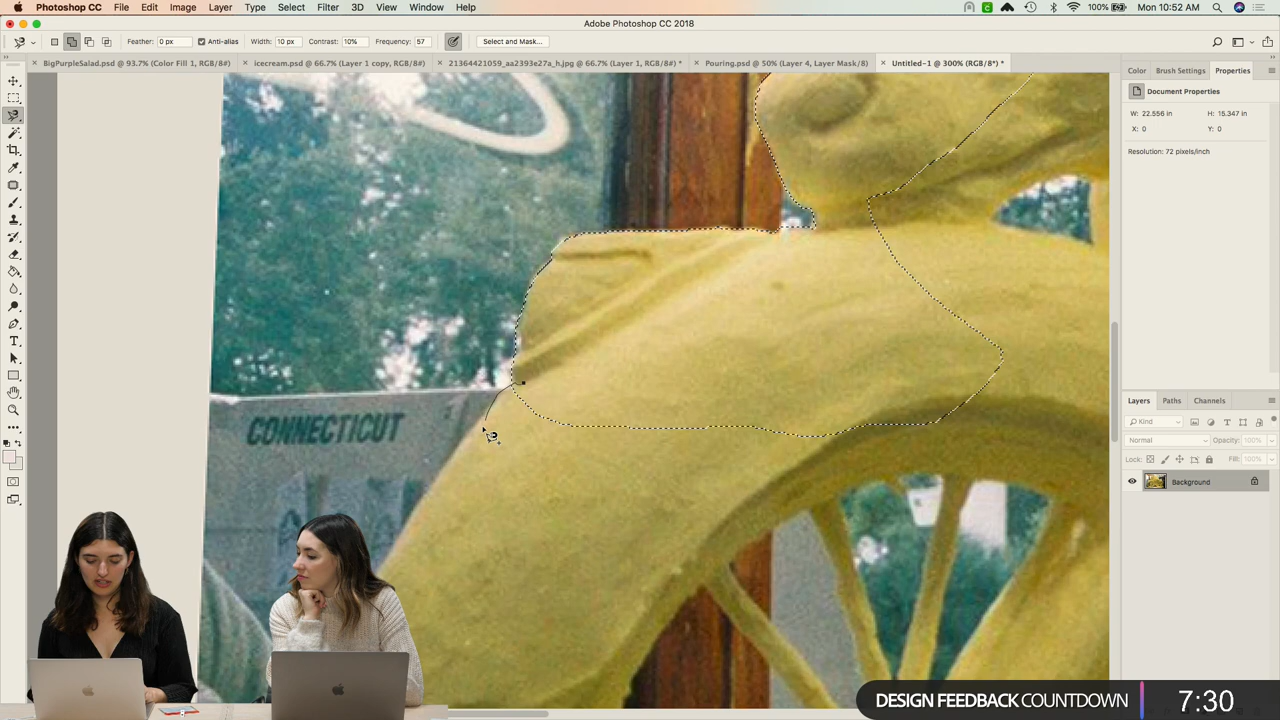 Photoshop CC File Edit Image Layer Type Select Filter 3D View Window Help 100% Mon 10:52 AM
Adobe Photoshop CC 2018
Feather: 0 px Anti-alias Width: 10 px Contrast: 10% Frequency: 57 Select and Mask...
BigPurpleSalad.psd @ 93.7% (Color Fill 1, RGB/8#) icecream.psd @ 66.7% (Layer 1 copy, RGB/8#) 21364421059_aa2393e27a_h.jpg @ 66.7% (Layer 1, RGB/8#) * Pouring.psd @ 50% (Layer 4, Layer Mask/8) Untitled-1 @ 300% (RGB/8*) *
Color Brush Settings Properties
Document Properties
W: 22.556 in H: 15.347 in
X: 0 Y: 0
Resolution: 72 pixels/inch
CONNECTICUT
Layers Paths Channels
Kind
Normal Opacity: 100%
Lock: Fill: 100%
Background
DESIGN FEEDBACK COUNTDOWN 7:30